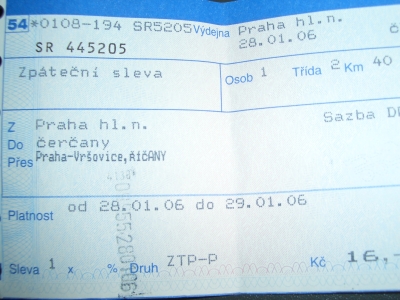 54 *0108-194 SR5205 Výdejna Praha hl.n.
SR 445205 28.01.06
Zpáteční sleva Osob 1 Třída 2 Km 40
Sazba
Z Praha hl.n.
Do čerčany
Přes Praha-Vršovice,ŘÍČANY
Platnost od 28.01.06 do 29.01.06
Sleva 1 x % Druh ZTP-P Kč 16,-